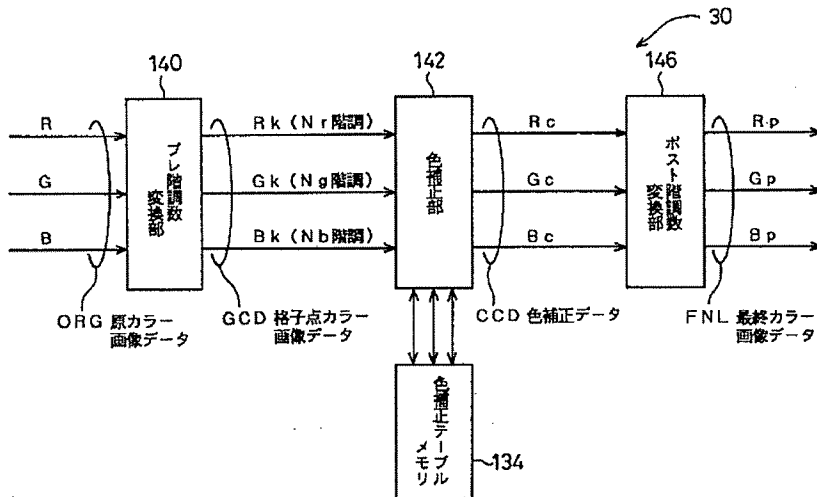 30
140
142
146
R
G
B
プレ階調数
変換部
Rk (Nr階調)
Gk (Ng階調)
Bk (Nb階調)
色補正部
Rc
Gc
Bc
ポスト階調数
変換部
Rp
Gp
Bp
ORG 原カラー
画像データ
GCD 格子点カラー
画像データ
CCD 色補正データ
FNL 最終カラー
画像データ
色補正テーブル
メモリ
134